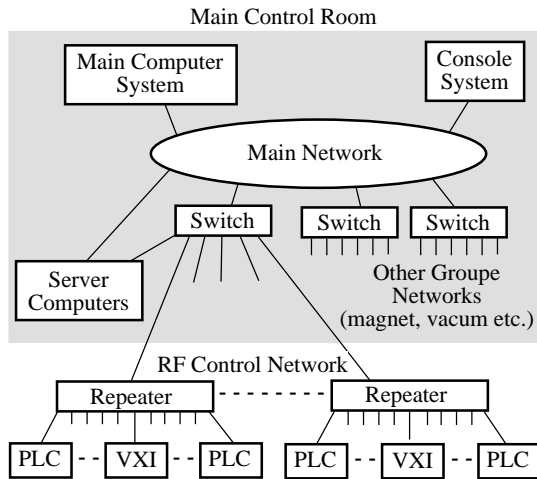 Main Control Room
Main Computer
System
Console
System
Main Network
Switch
Switch
Switch
Server
Computers
Other Groupe
Networks
(magnet, vacum etc.)
RF Control Network
Repeater
Repeater
PLC
VXI
PLC
PLC
VXI
PLC